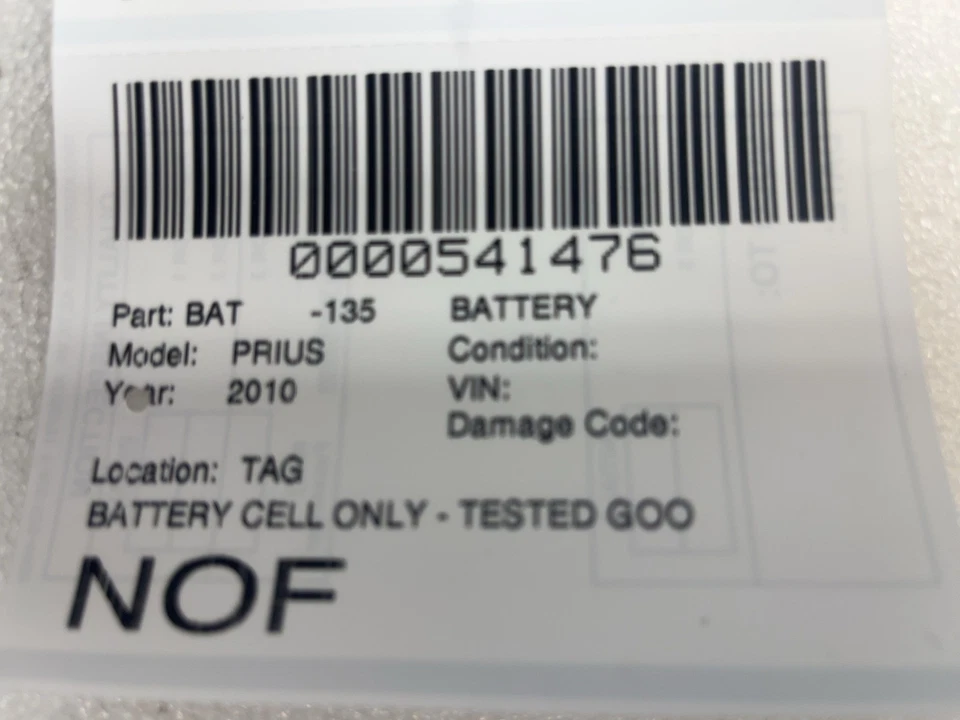 0000541476
Part: BAT -135 BATTERY
Model: PRIUS Condition:
Year: 2010 VIN:
Damage Code:
Location: TAG
BATTERY CELL ONLY - TESTED GOO
NOF